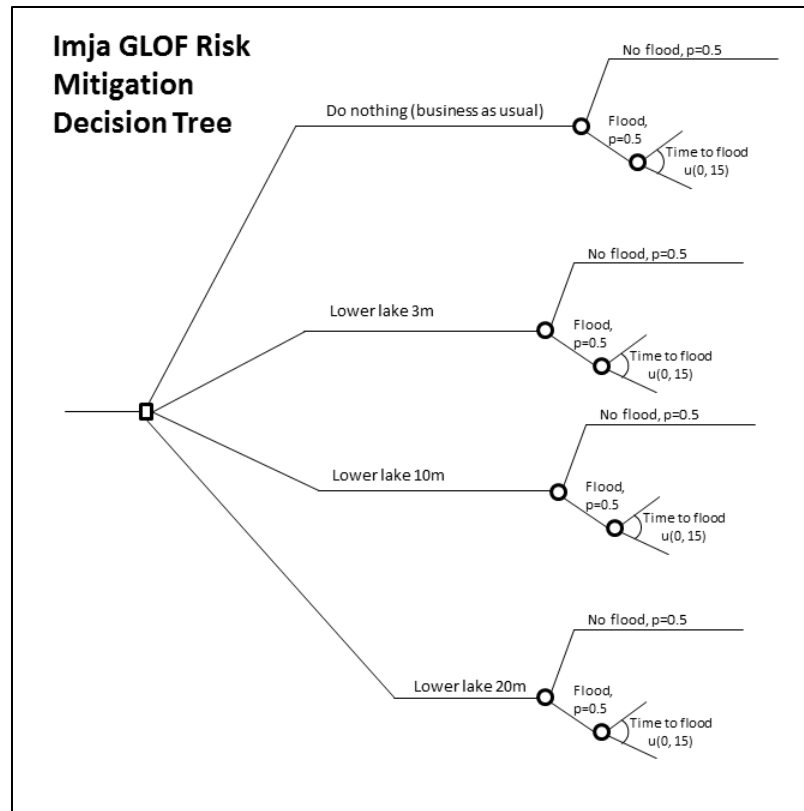 Imja GLOF Risk
Mitigation
Decision Tree
No flood, p=0.5
Do nothing (business as usual)
Flood,
p=0.5
Time to flood
u(0, 15)
No flood, p=0.5
Lower lake 3m
Flood,
p=0.5
Time to flood
u(0, 15)
No flood, p=0.5
Lower lake 10m
Flood,
p=0.5
Time to flood
u(0, 15)
No flood, p=0.5
Lower lake 20m
Flood,
p=0.5
Time to flood
u(0, 15)